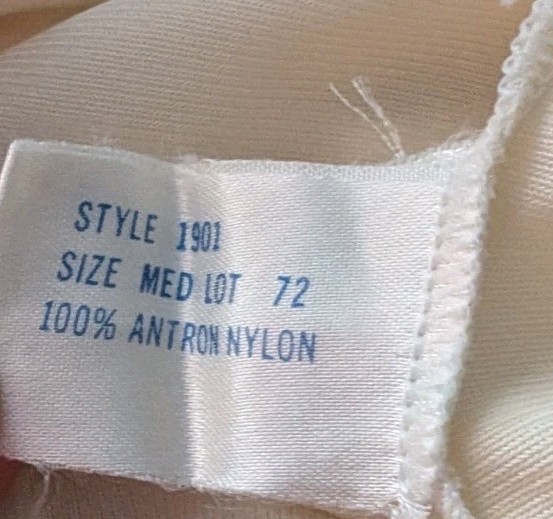 STYLE 1901
SIZE MED LOT 72
100% ANTRON NYLON